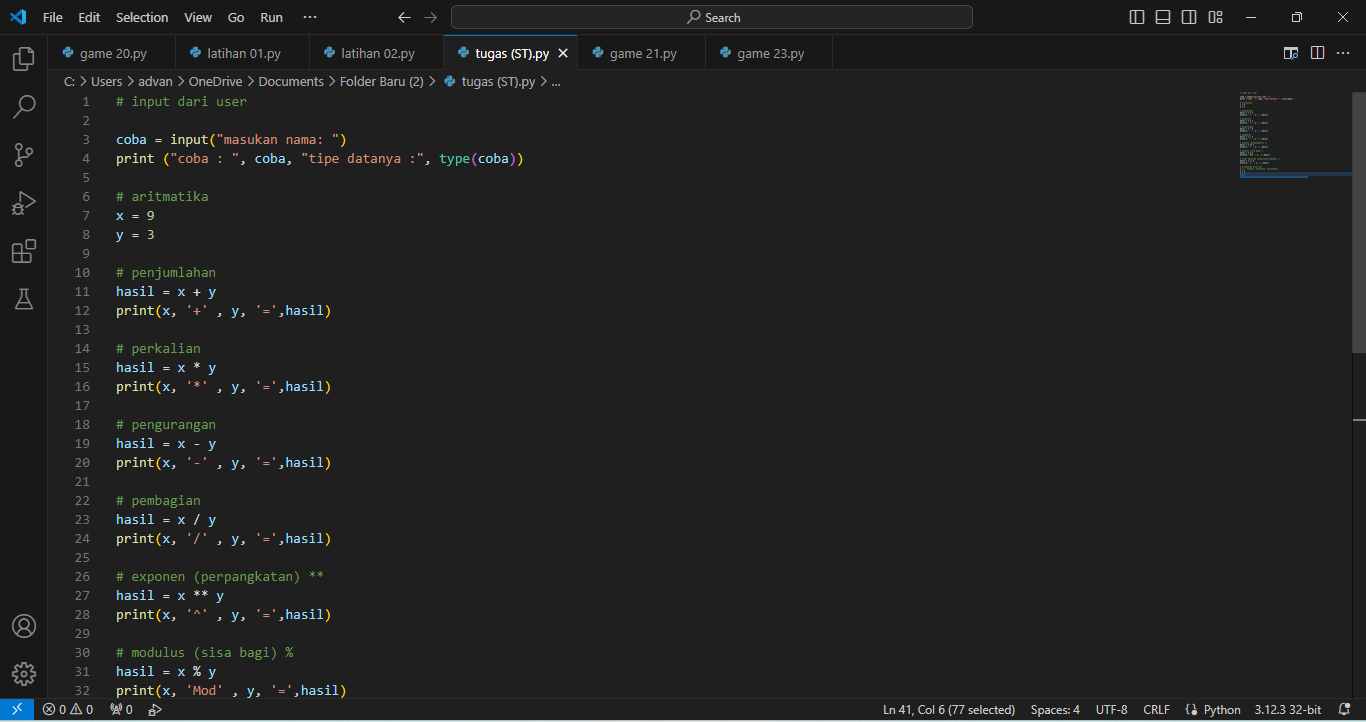 File Edit Selection View Go Run ··· Search
game 20.py latihan 01.py latihan 02.py tugas (ST).py game 21.py game 23.py
C: > Users > advan > OneDrive > Documents > Folder Baru (2) > tugas (ST).py > ...
1 # input dari user
2
3 coba = input("masukan nama: ")
4 print ("coba : ", coba, "tipe datanya :", type(coba))
5
6 # aritmatika
7 x = 9
8 y = 3
9
10 # penjumlahan
11 hasil = x + y
12 print(x, '+' , y, '=',hasil)
13
14 # perkalian
15 hasil = x * y
16 print(x, '*' , y, '=',hasil)
17
18 # pengurangan
19 hasil = x - y
20 print(x, '-' , y, '=',hasil)
21
22 # pembagian
23 hasil = x / y
24 print(x, '/' , y, '=',hasil)
25
26 # exponen (perpangkatan) **
27 hasil = x ** y
28 print(x, '^' , y, '=',hasil)
29
30 # modulus (sisa bagi) %
31 hasil = x % y
32 print(x, 'Mod' , y, '=',hasil)
0 0 0 Ln 41, Col 6 (77 selected) Spaces: 4 UTF-8 CRLF {} Python 3.12.3 32-bit